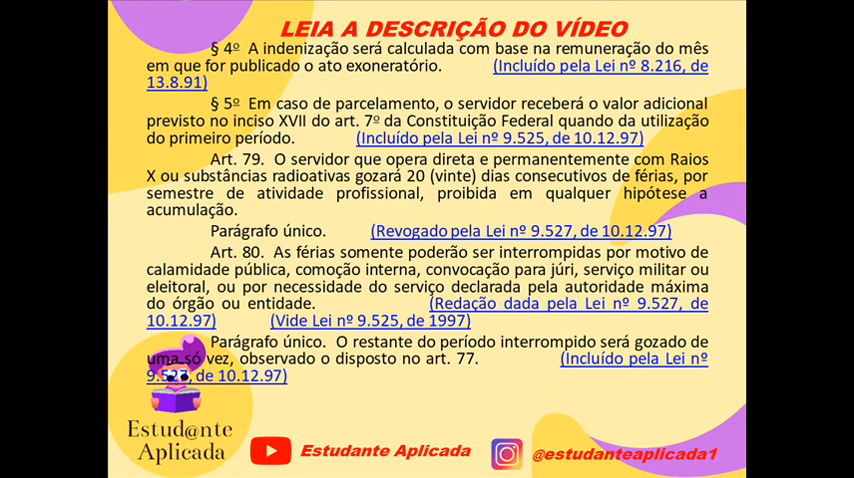 LEIA A DESCRIÇÃO DO VÍDEO
§ 4º A indenização será calculada com base na remuneração do mês
em que for publicado o ato exoneratório. (Incluído pela Lei nº 8.216, de
13.8.91)
§ 5º Em caso de parcelamento, o servidor receberá o valor adicional
previsto no inciso XVII do art. 7º da Constituição Federal quando da utilização
do primeiro período. (Incluído pela Lei nº 9.525, de 10.12.97)
Art. 79. O servidor que opera direta e permanentemente com Raios
X ou substâncias radioativas gozará 20 (vinte) dias consecutivos de férias, por
semestre de atividade profissional, proibida em qualquer hipótese a
acumulação.
Parágrafo único. (Revogado pela Lei nº 9.527, de 10.12.97)
Art. 80. As férias somente poderão ser interrompidas por motivo de
calamidade pública, comoção interna, convocação para júri, serviço militar ou
eleitoral, ou por necessidade do serviço declarada pela autoridade máxima
do órgão ou entidade. (Redação dada pela Lei nº 9.527, de
10.12.97) (Vide Lei nº 9.525, de 1997)
Parágrafo único. O restante do período interrompido será gozado de
uma só vez, observado o disposto no art. 77. (Incluído pela Lei nº
9.527, de 10.12.97)
Estud@nte
Aplicada
Estudante Aplicada
@estudanteaplicada1